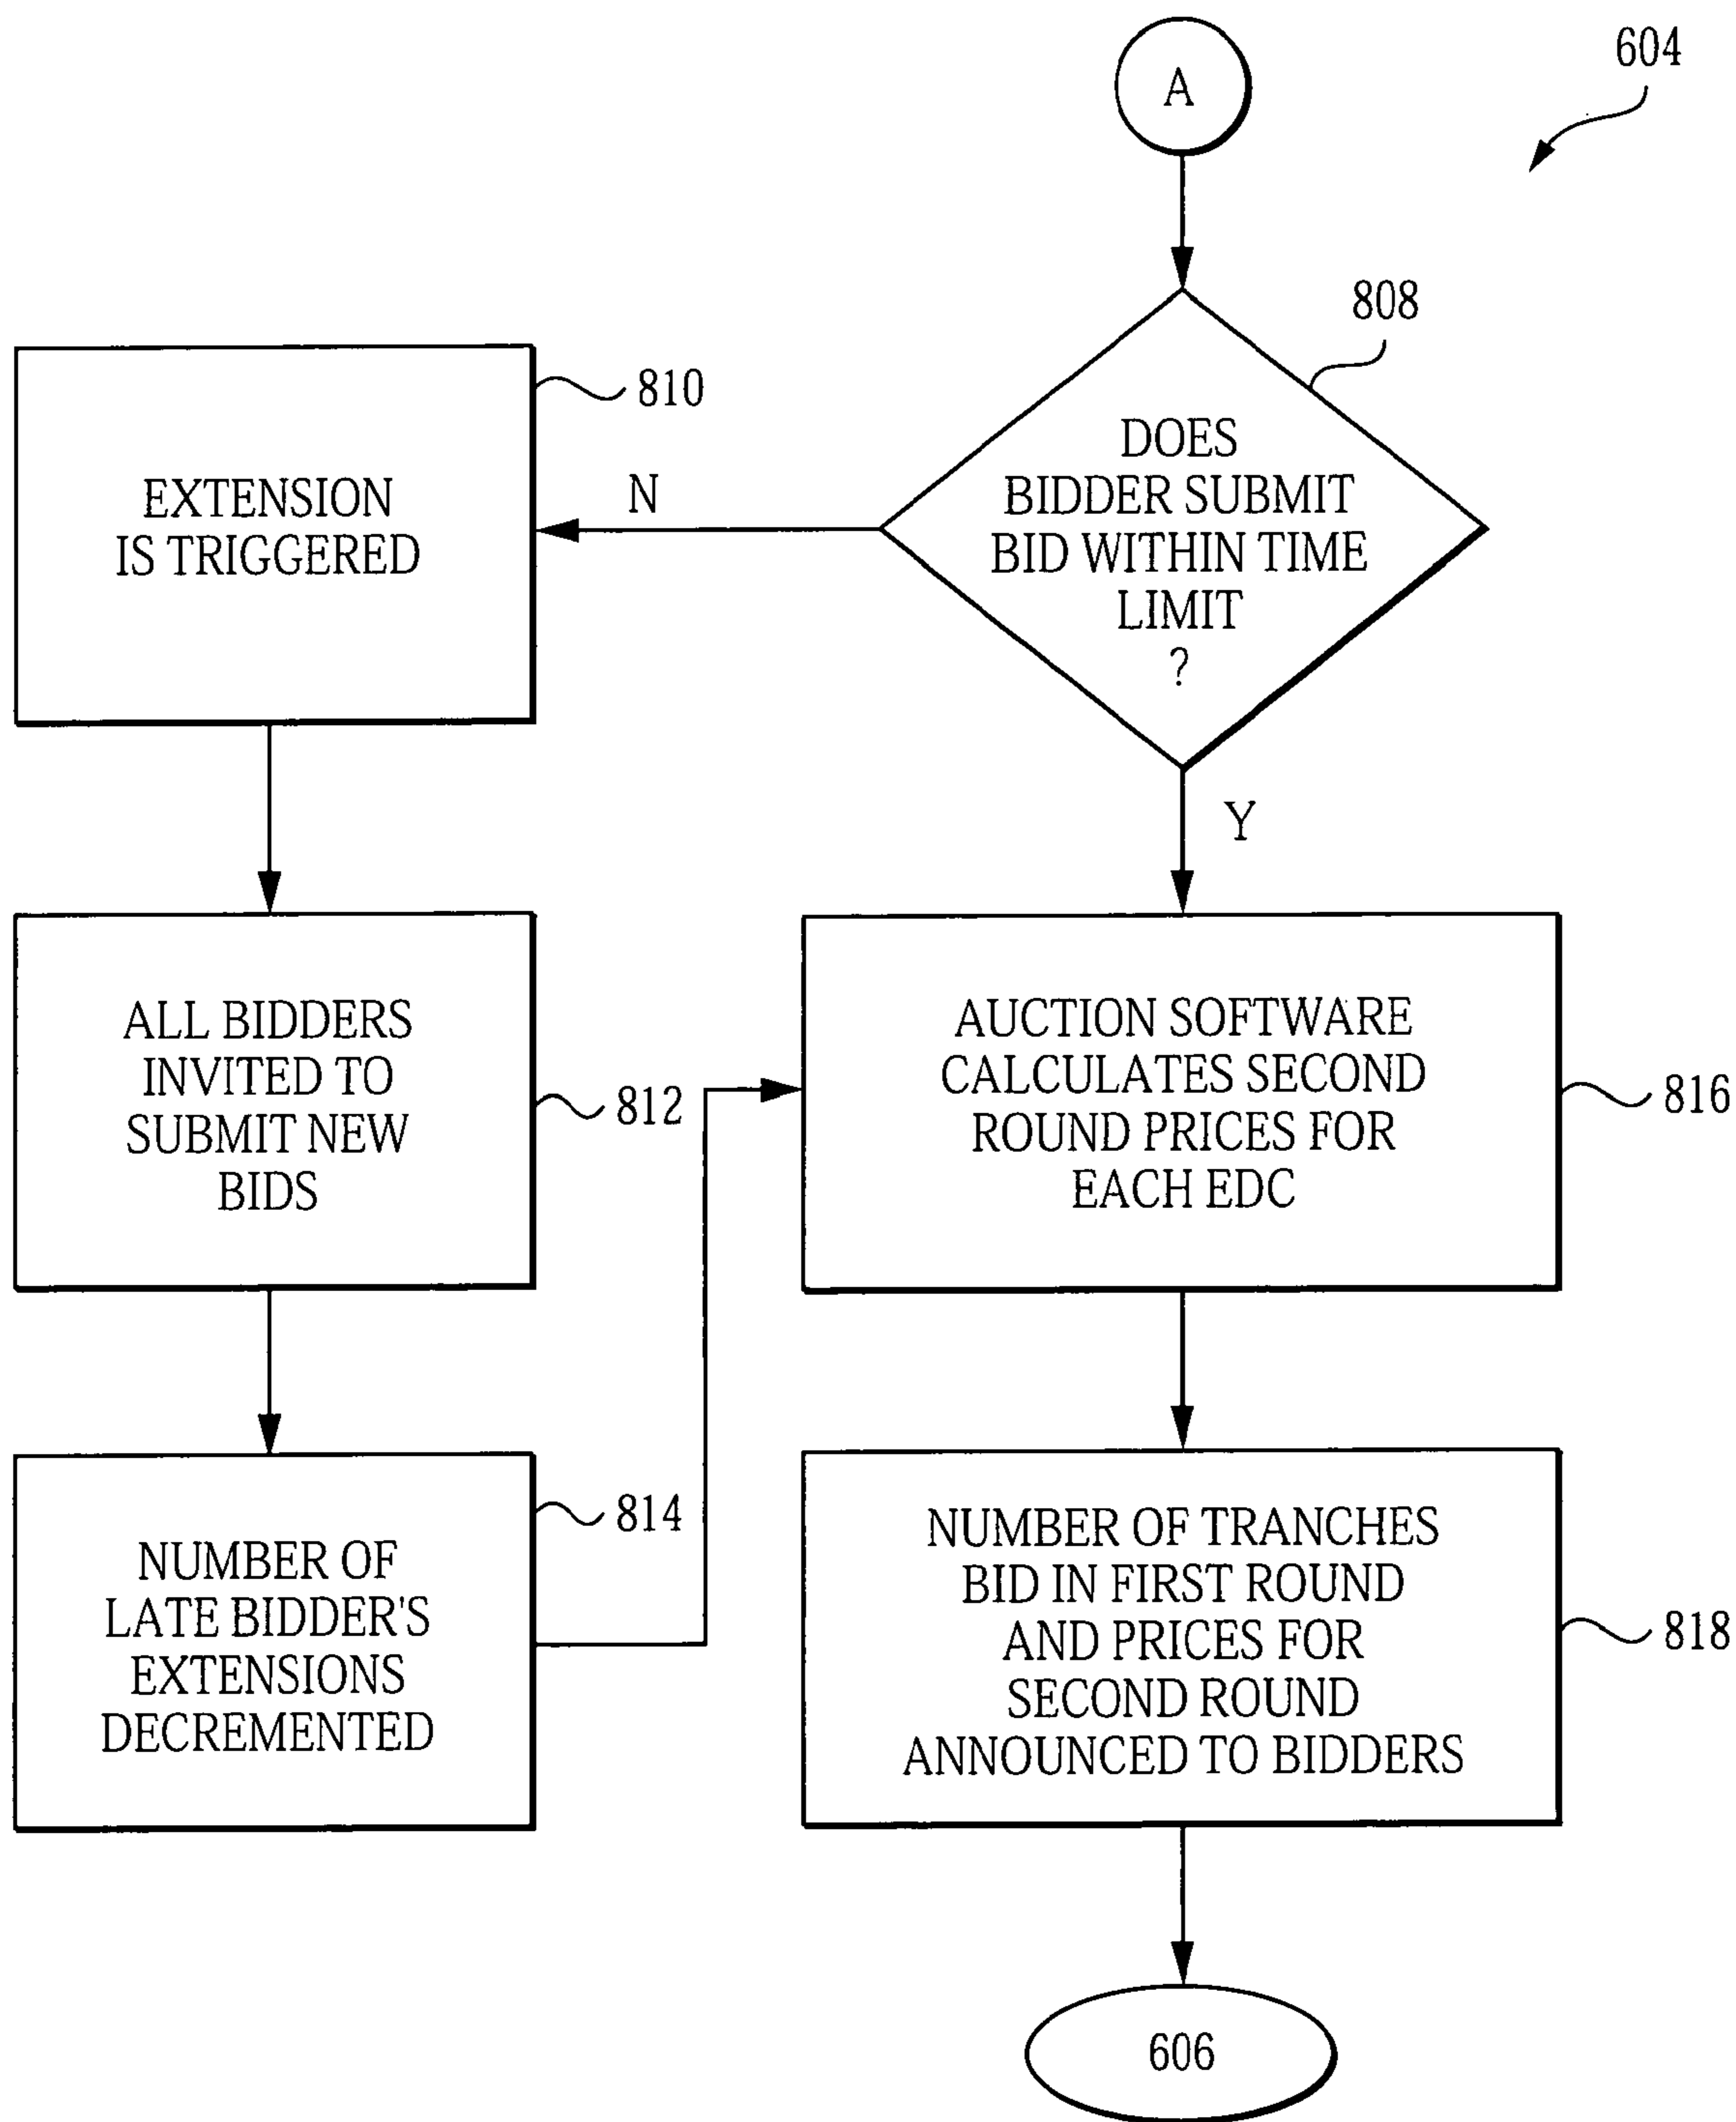 A
604
808
DOES
BIDDER SUBMIT
BID WITHIN TIME
LIMIT
?
N
810
EXTENSION
IS TRIGGERED
Y
ALL BIDDERS
INVITED TO
SUBMIT NEW
BIDS
812
AUCTION SOFTWARE
CALCULATES SECOND
ROUND PRICES FOR
EACH EDC
816
NUMBER OF
LATE BIDDER'S
EXTENSIONS
DECREMENTED
814
NUMBER OF TRANCHES
BID IN FIRST ROUND
AND PRICES FOR
SECOND ROUND
ANNOUNCED TO BIDDERS
818
606